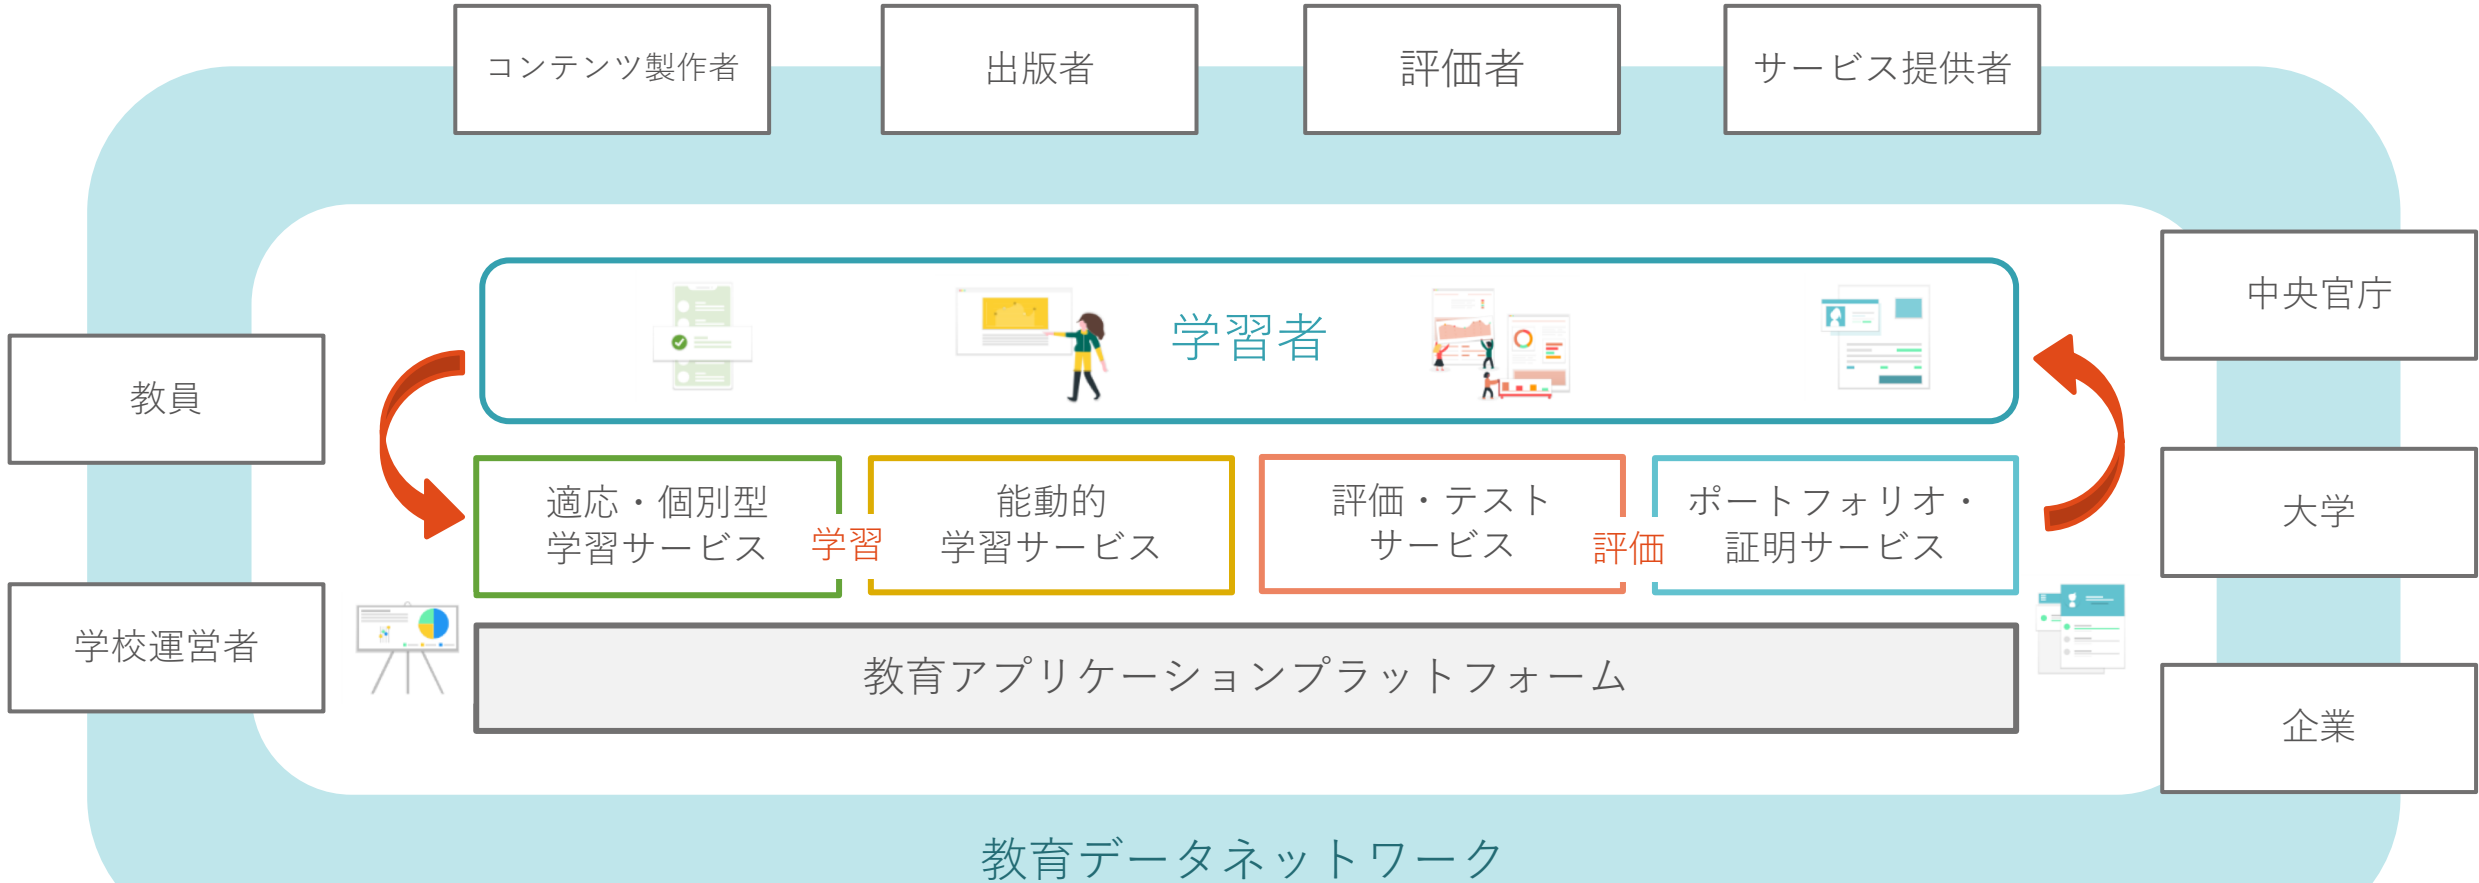 コンテンツ製作者
出版者
評価者
サービス提供者
中央官庁
学習者
教員
適応・個別型
学習サービス
学習
能動的
学習サービス
評価・テスト
サービス
評価
ポートフォリオ・
証明サービス
大学
学校運営者
教育アプリケーションプラットフォーム
企業
教育データネットワーク